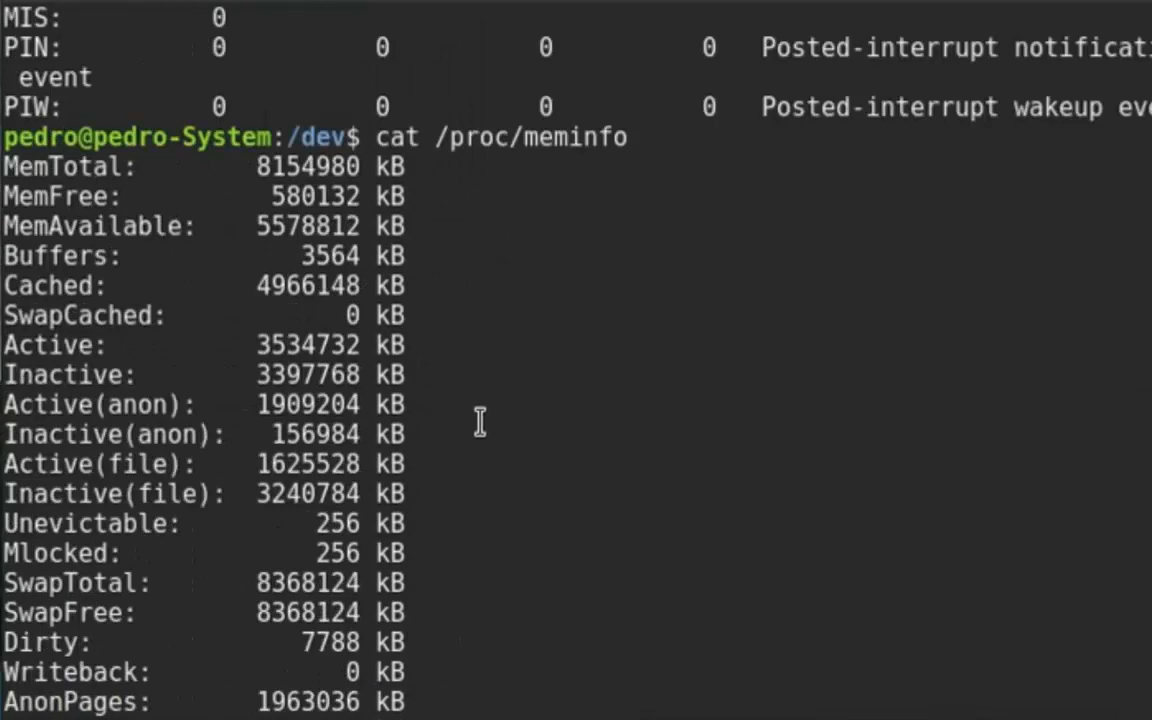 MIS: 0
PIN: 0 0 0 0 Posted-interrupt notificati
event
PIW: 0 0 0 0 Posted-interrupt wakeup eve
pedro@pedro-System:/dev$ cat /proc/meminfo
MemTotal: 8154980 kB
MemFree: 580132 kB
MemAvailable: 5578812 kB
Buffers: 3564 kB
Cached: 4966148 kB
SwapCached: 0 kB
Active: 3534732 kB
Inactive: 3397768 kB
Active(anon): 1909204 kB
Inactive(anon): 156984 kB
Active(file): 1625528 kB
Inactive(file): 3240784 kB
Unevictable: 256 kB
Mlocked: 256 kB
SwapTotal: 8368124 kB
SwapFree: 8368124 kB
Dirty: 7788 kB
Writeback: 0 kB
AnonPages: 1963036 kB